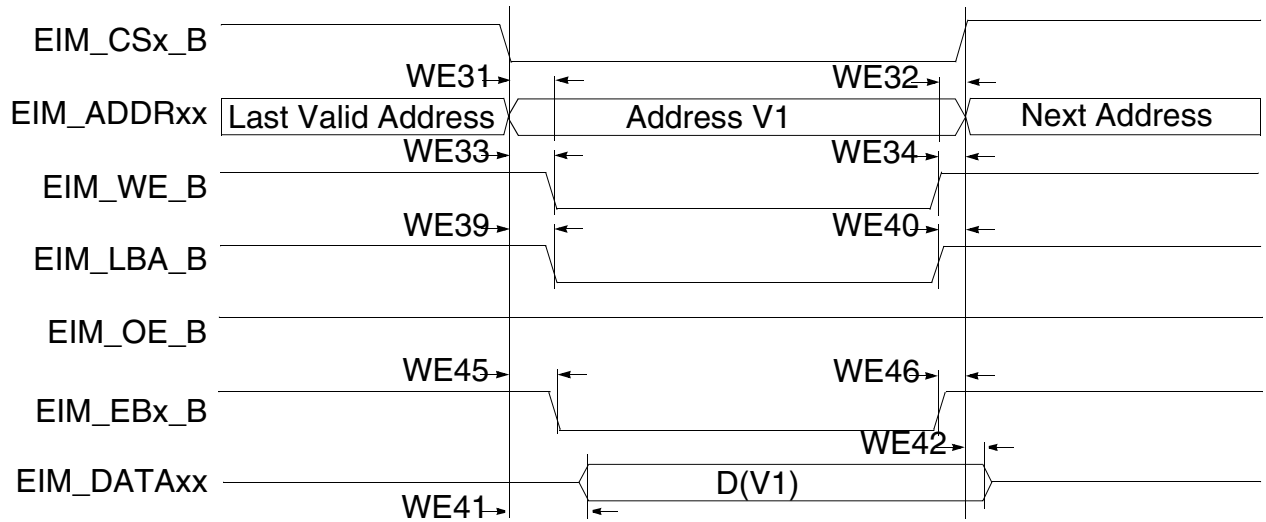 EIM_CSx_B
WE31 WE32
EIM_ADDRxx Last Valid Address Address V1 Next Address
WE33 WE34
EIM_WE_B
WE39 WE40
EIM_LBA_B
EIM_OE_B
WE45 WE46
EIM_EBx_B
WE42
EIM_DATAxx D(V1)
WE41